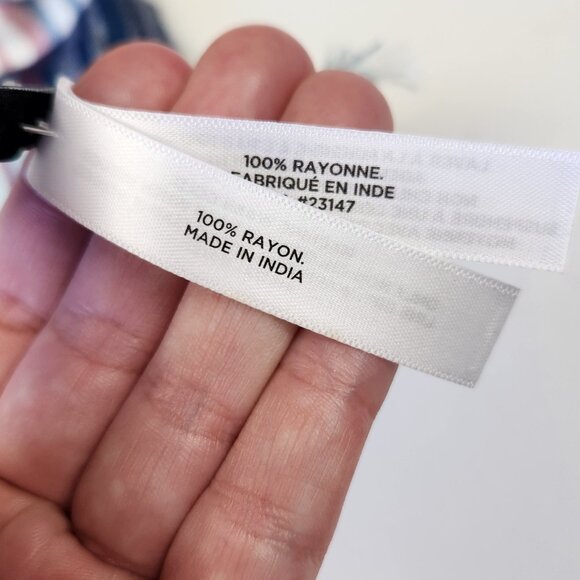 100% RAYONNE.
FABRIQUÉ EN INDE
#23147
100% RAYON.
MADE IN INDIA